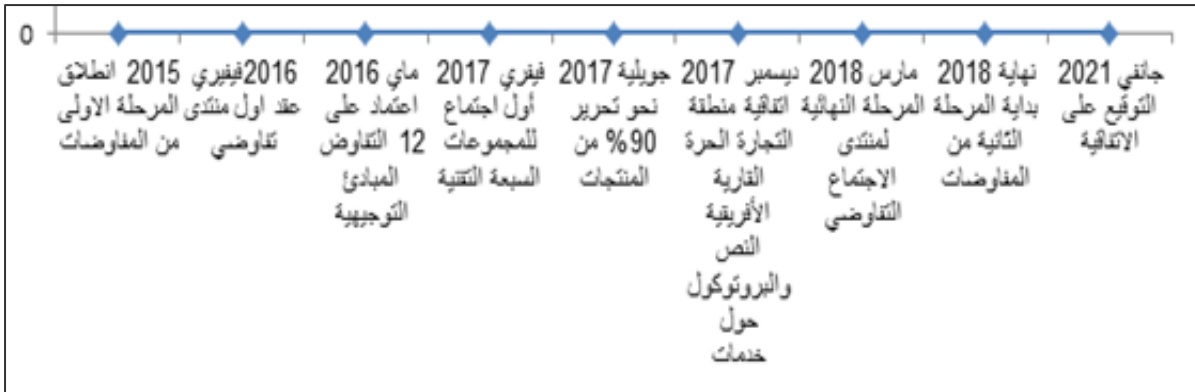 0
2015 انطلاق
المرحلة الاولى
من المفاوضات
2016فيفيري
عقد اول منتدى
تفاوضي
ماي 2016
اعتماد على
12 التفاوض
المبادئ
التوجيهية
فيفري 2017
أول اجتماع
للمجموعات
السبعة التقنية
جويلية 2017
نحو تحرير
90% من
المنتجات
ديسمبر 2017
اتفاقية منطقة
التجارة الحرة
القارية
الأفريقية
النص
والبروتوكول
حول
خدمات
مارس 2018
المرحلة النهائية
لمنتدى
الاجتماع
التفاوضي
نهاية 2018
بداية المرحلة
الثانية من
المفاوضات
جانفي 2021
التوقيع على
الاتفاقية